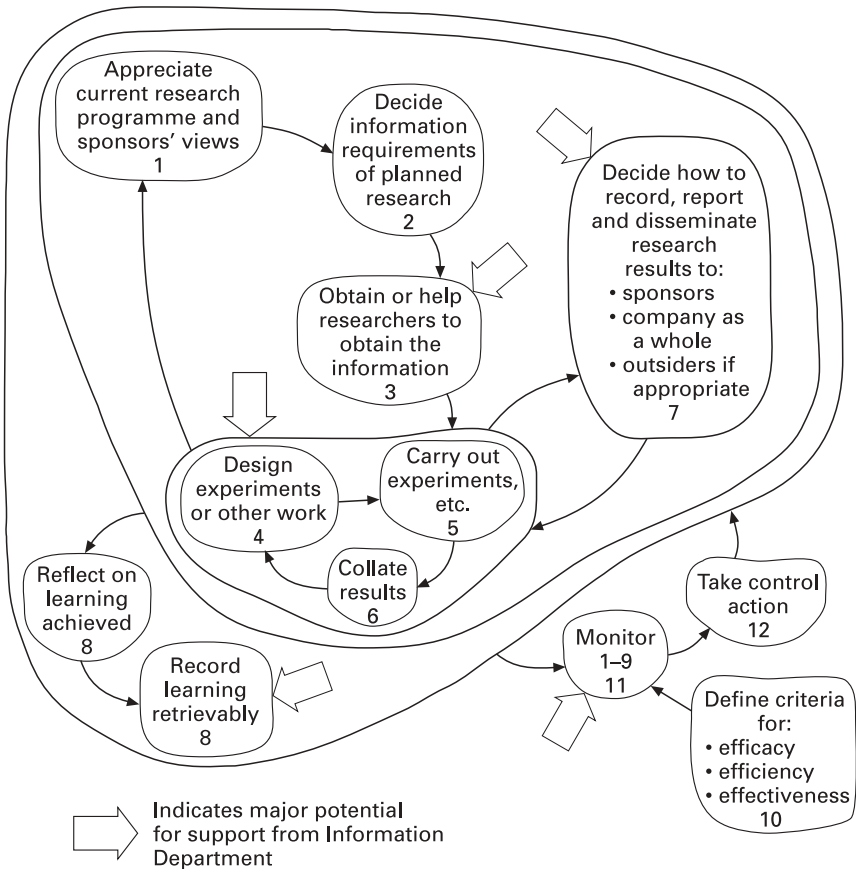 Appreciate
current research
programme and
sponsors' views
1
Decide
information
requirements
of planned
research
2
Obtain or help
researchers to
obtain the
information
3
Design
experiments
or other work
4
Carry out
experiments,
etc.
5
Collate
results
6
Decide how to
record, report
and disseminate
research
results to:
• sponsors
• company as
a whole
• outsiders if
appropriate
7
Reflect on
learning
achieved
8
Record
learning
retrievably
8
Monitor
1–9
11
Take control
action
12
Define criteria
for:
• efficacy
• efficiency
• effectiveness
10
Indicates major potential
for support from Information
Department